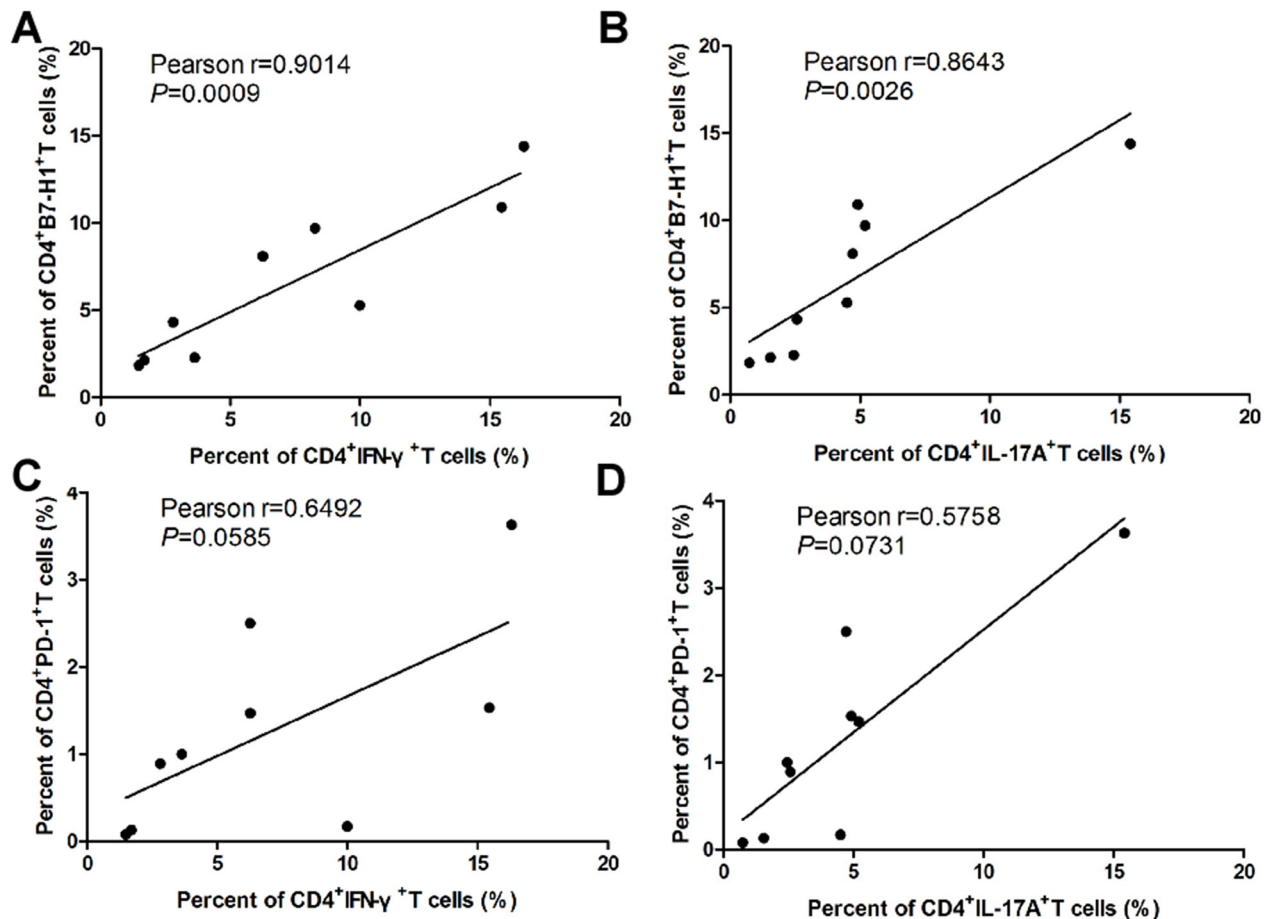 A
Pearson r=0.9014
P=0.0009
Percent of CD4⁺B7-H1⁺T cells (%)
20
15
10
5
0
0 5 10 15 20
Percent of CD4⁺IFN-γ ⁺T cells (%)
B
Pearson r=0.8643
P=0.0026
Percent of CD4⁺B7-H1⁺T cells (%)
20
15
10
5
0
0 5 10 15 20
Percent of CD4⁺IL-17A⁺T cells (%)
C
Pearson r=0.6492
P=0.0585
Percent of CD4⁺PD-1⁺T cells (%)
4
3
2
1
0
0 5 10 15 20
Percent of CD4⁺IFN-γ ⁺T cells (%)
D
Pearson r=0.5758
P=0.0731
Percent of CD4⁺PD-1⁺T cells (%)
4
3
2
1
0
0 5 10 15 20
Percent of CD4⁺IL-17A⁺T cells (%)